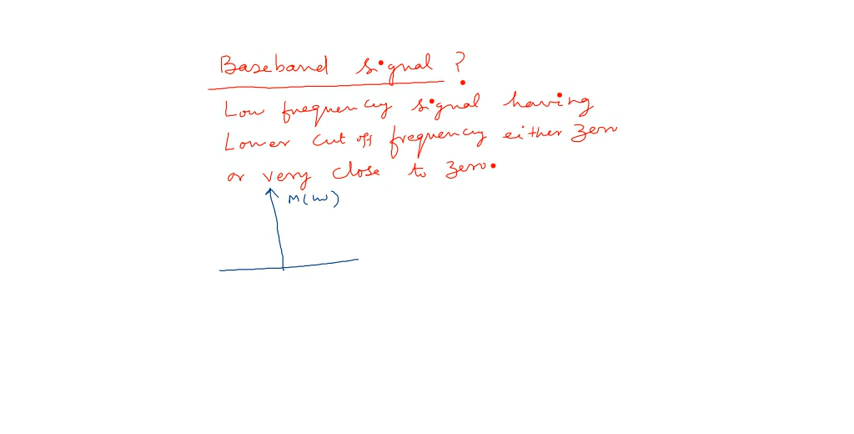 Baseband signal ?
Low frequency signal having
Lower cut off frequency either zero
or very close to zero.
M(w)